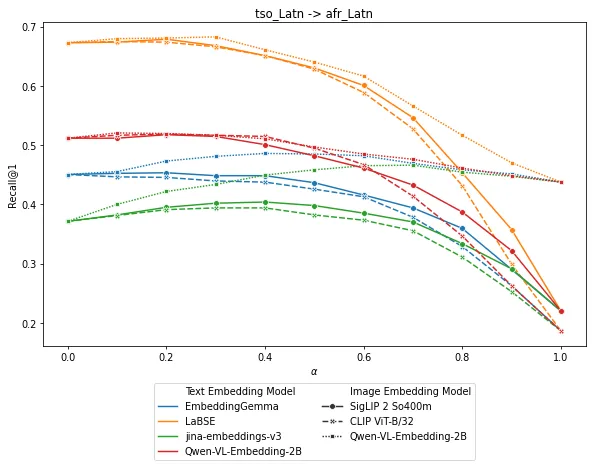 tso_Latn -> afr_Latn
Recall@1
0.7
0.6
0.5
0.4
0.3
0.2
0.0 0.2 0.4 0.6 0.8 1.0
α
Text Embedding Model Image Embedding Model
EmbeddingGemma SigLIP 2 So400m
LaBSE CLIP ViT-B/32
jina-embeddings-v3 Qwen-VL-Embedding-2B
Qwen-VL-Embedding-2B